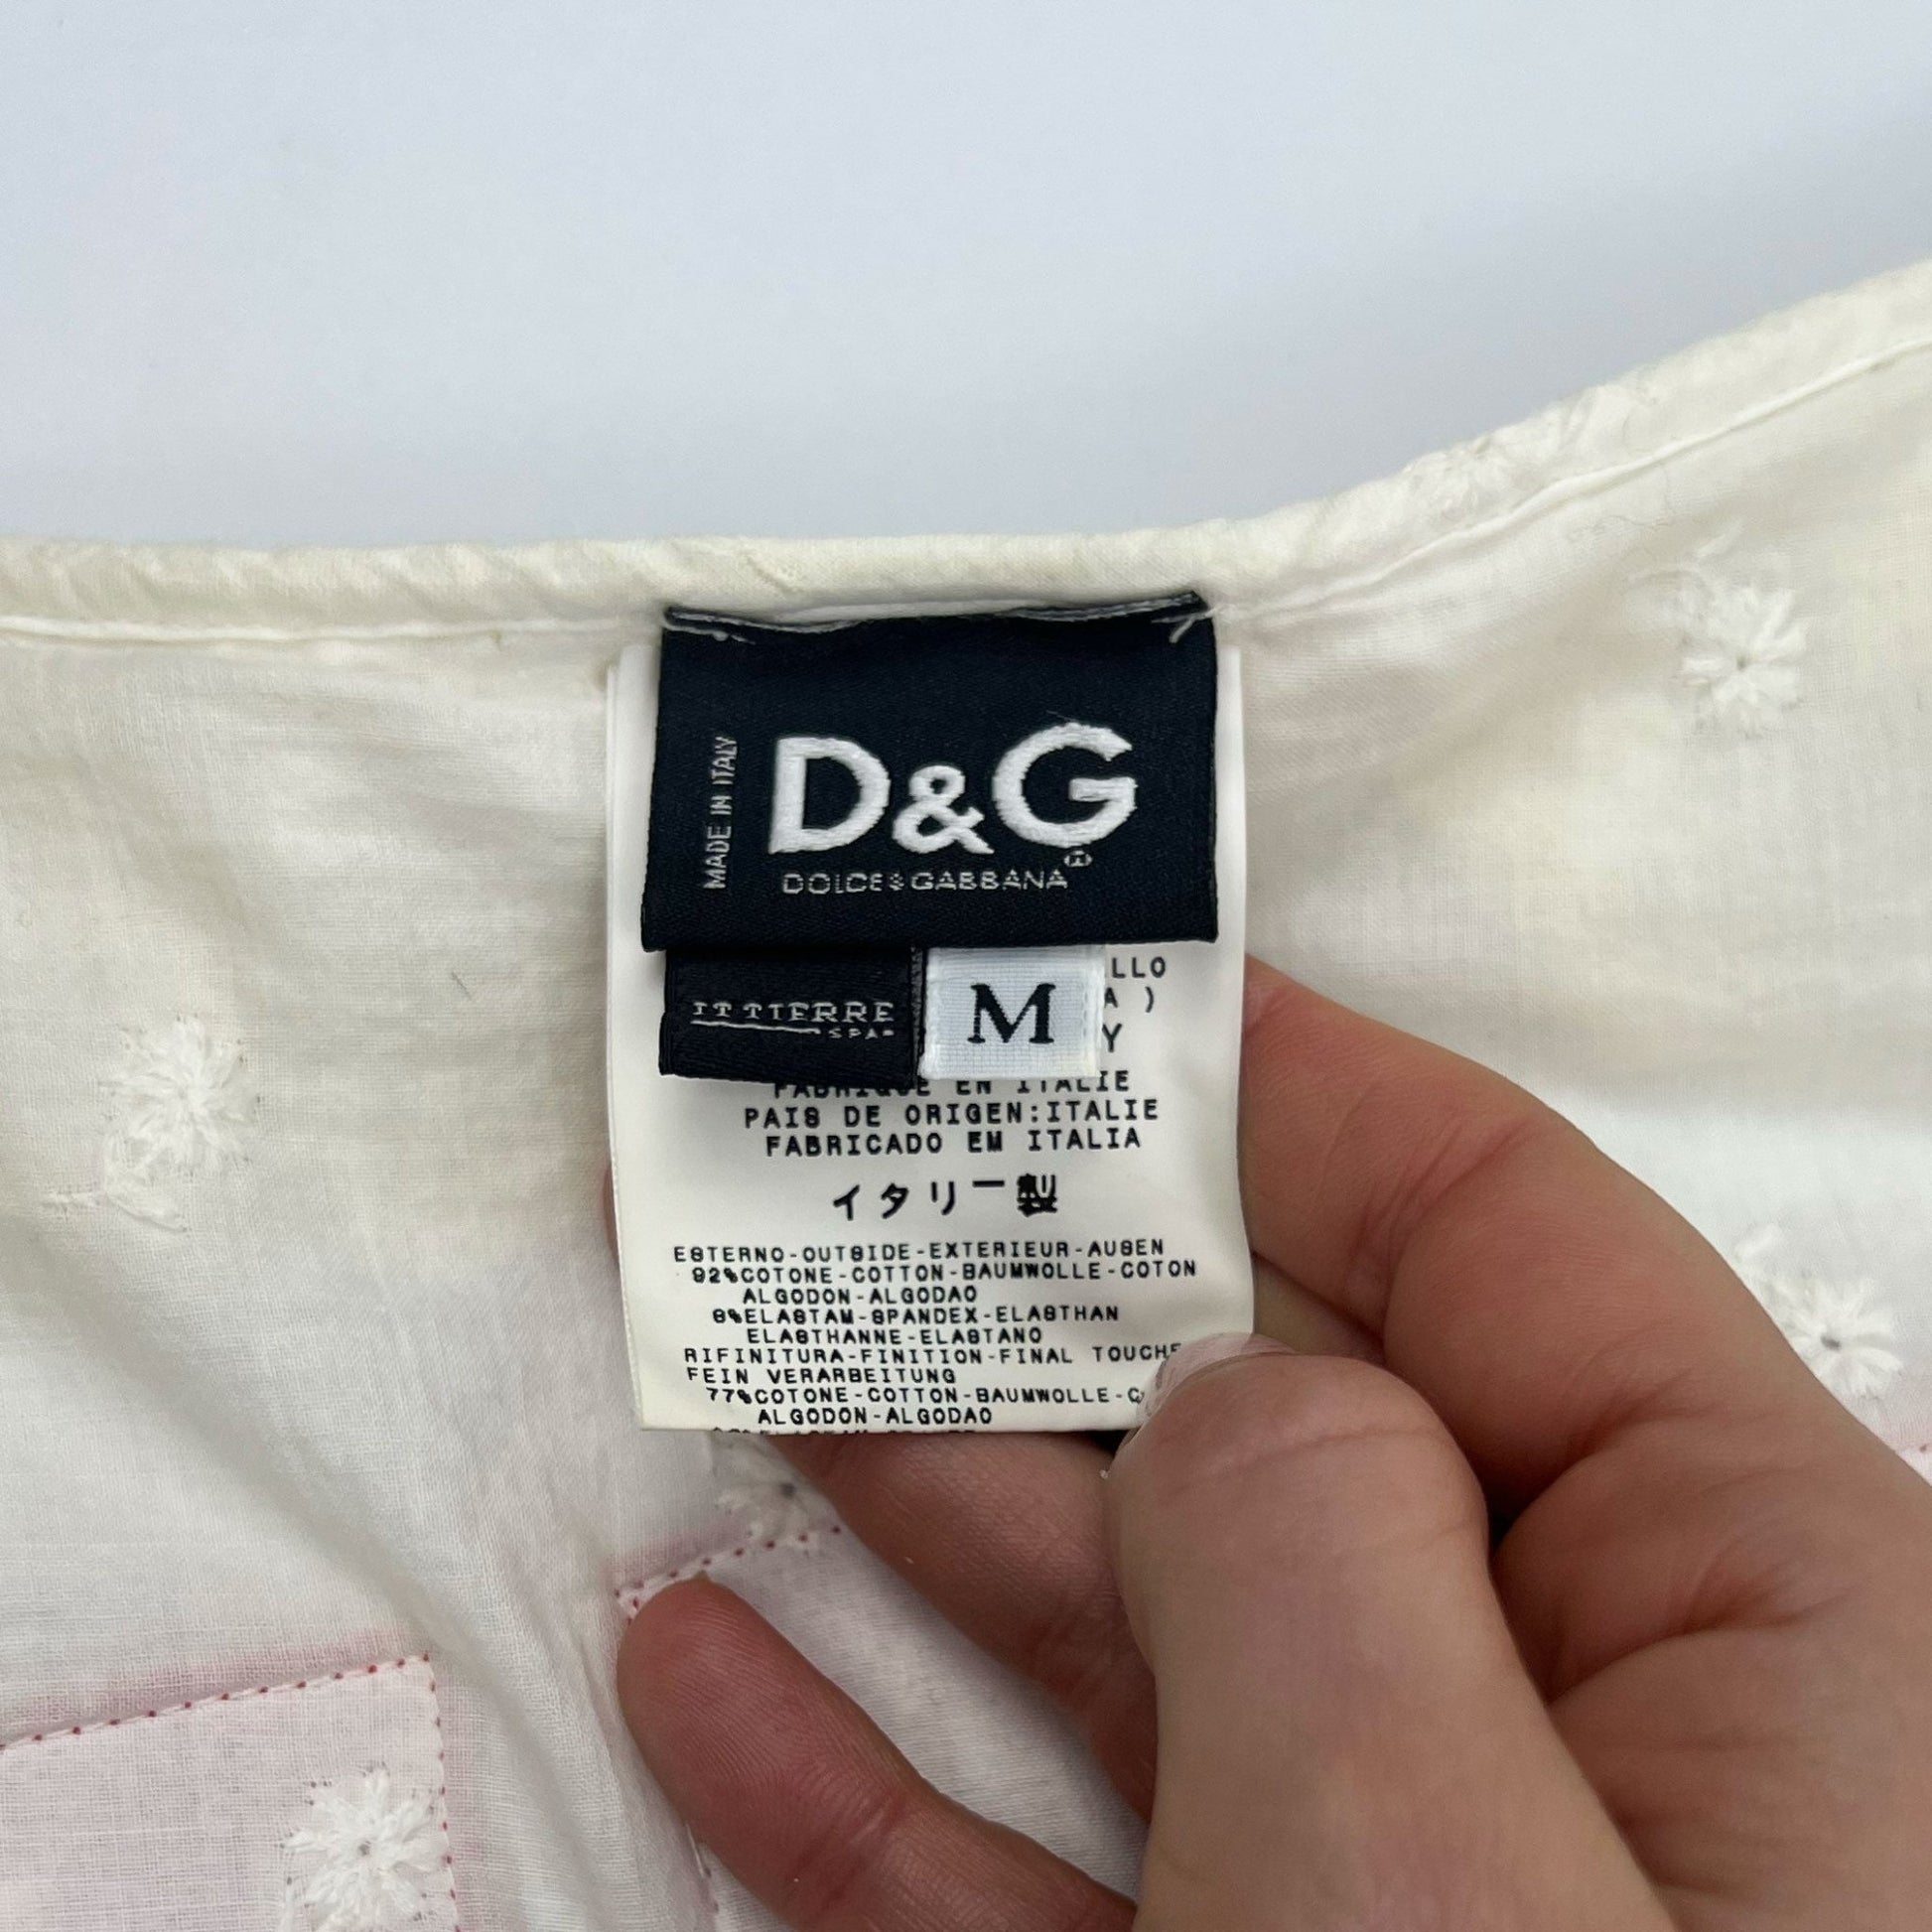 MADE IN ITALY
D&G
DOLCE&GABBANA®
ITTIERRE
SPA
M
LLO
A )
Y
FABRIQUE EN ITALIE
PAIS DE ORIGEN:ITALIE
FABRICADO EM ITALIA
イタリー製
ESTERNO-OUTSIDE-EXTERIEUR-AUSEN
92%COTONE-COTTON-BAUMWOLLE-COTON
ALGODON-ALGODAO
8%ELASTAM-SPANDEX-ELASTHAN
ELASTHANNE-ELASTANO
RIFINITURA-FINITION-FINAL TOUCHE
FEIN VERARBEITUNG
77%COTONE-COTTON-BAUMWOLLE-C
ALGODON-ALGODAO